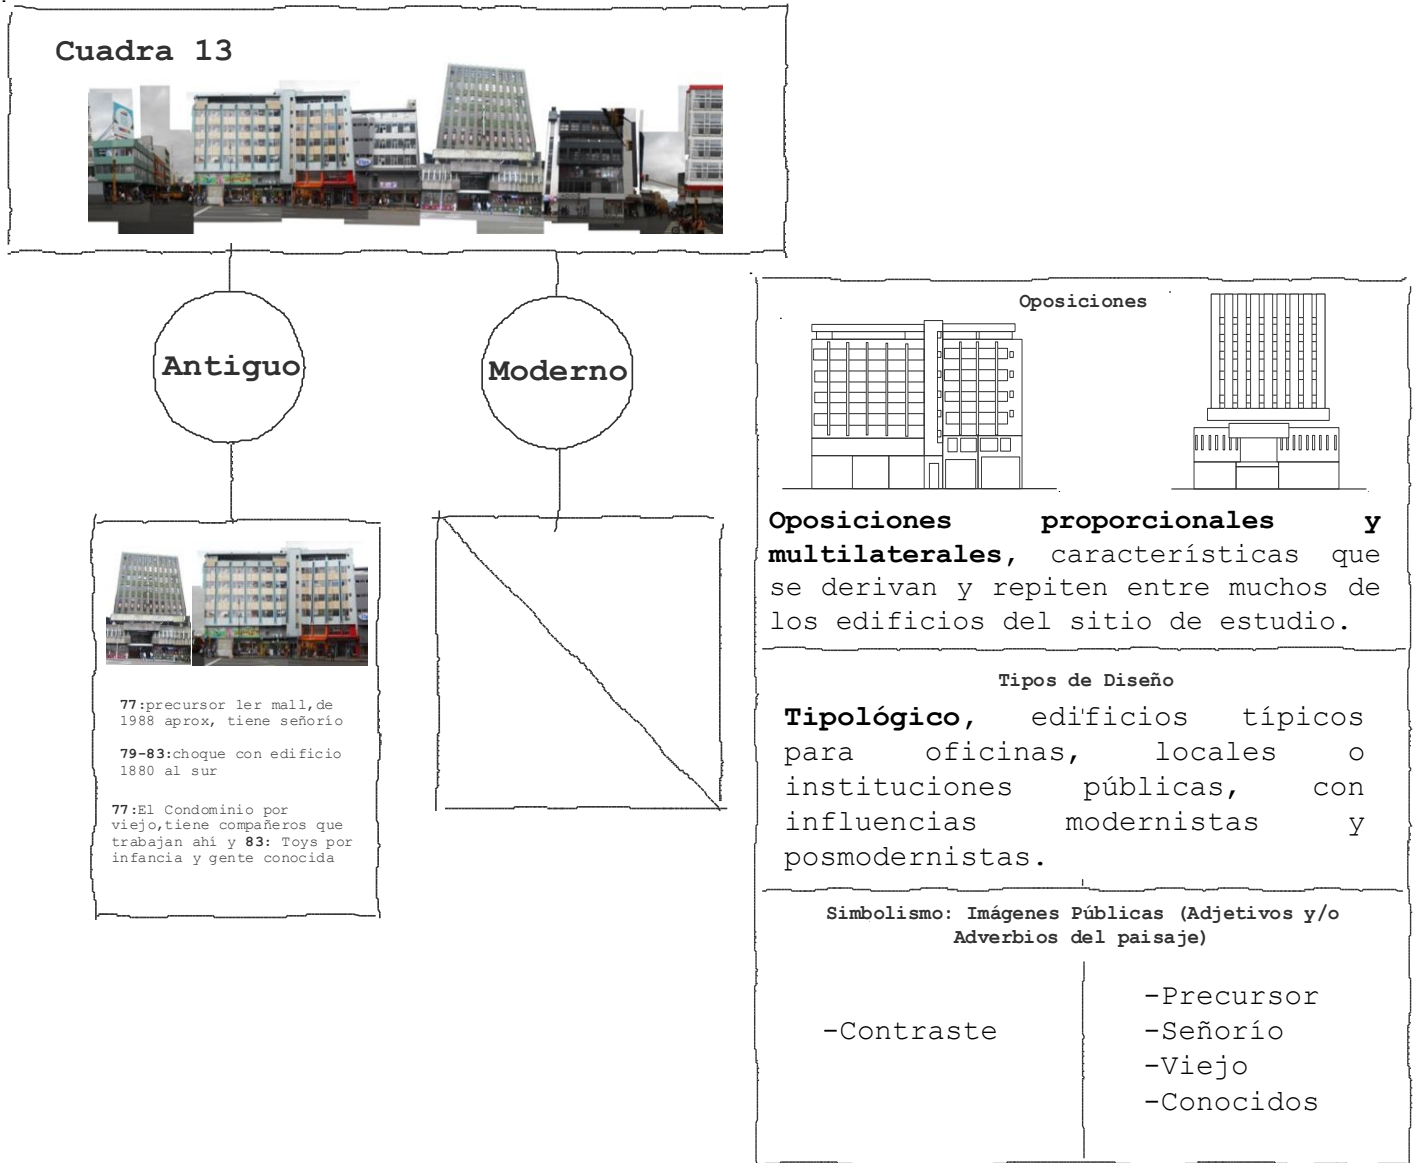 Cuadra 13
Antiguo
Moderno
77:precursor 1er mall,de
1988 aprox, tiene señorío
79-83:choque con edificio
1880 al sur
77:El Condominio por
viejo,tiene compañeros que
trabajan ahí y 83: Toys por
infancia y gente conocida
Oposiciones
Oposiciones proporcionales y
multilaterales, características que
se derivan y repiten entre muchos de
los edificios del sitio de estudio.
Tipos de Diseño
Tipológico, edificios típicos
para oficinas, locales o
instituciones públicas, con
influencias modernistas y
posmodernistas.
Simbolismo: Imágenes Públicas (Adjetivos y/o
Adverbios del paisaje)
-Contraste
-Precursor
-Señorío
-Viejo
-Conocidos